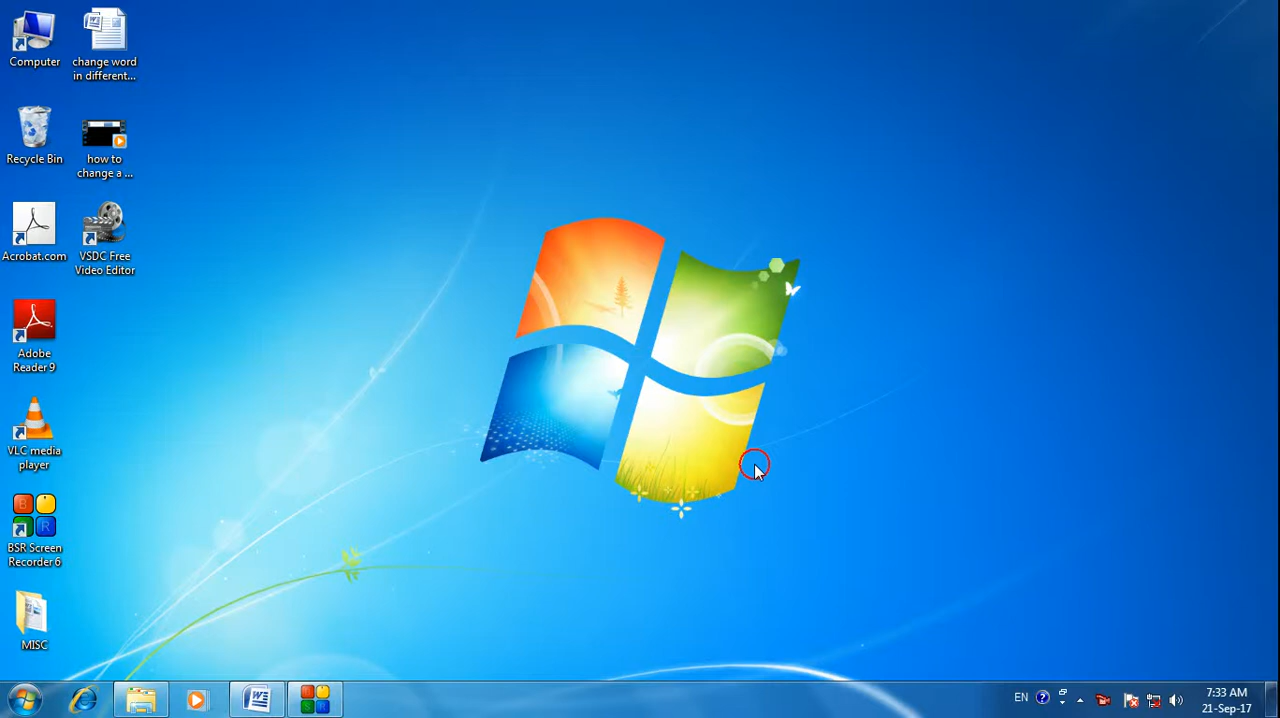 Computer
change word
in different...
Recycle Bin
how to
change a ...
Acrobat.com
VSDC Free
Video Editor
Adobe
Reader 9
VLC media
player
B
R
BSR Screen
Recorder 6
MISC
EN
7:33 AM
21-Sep-17